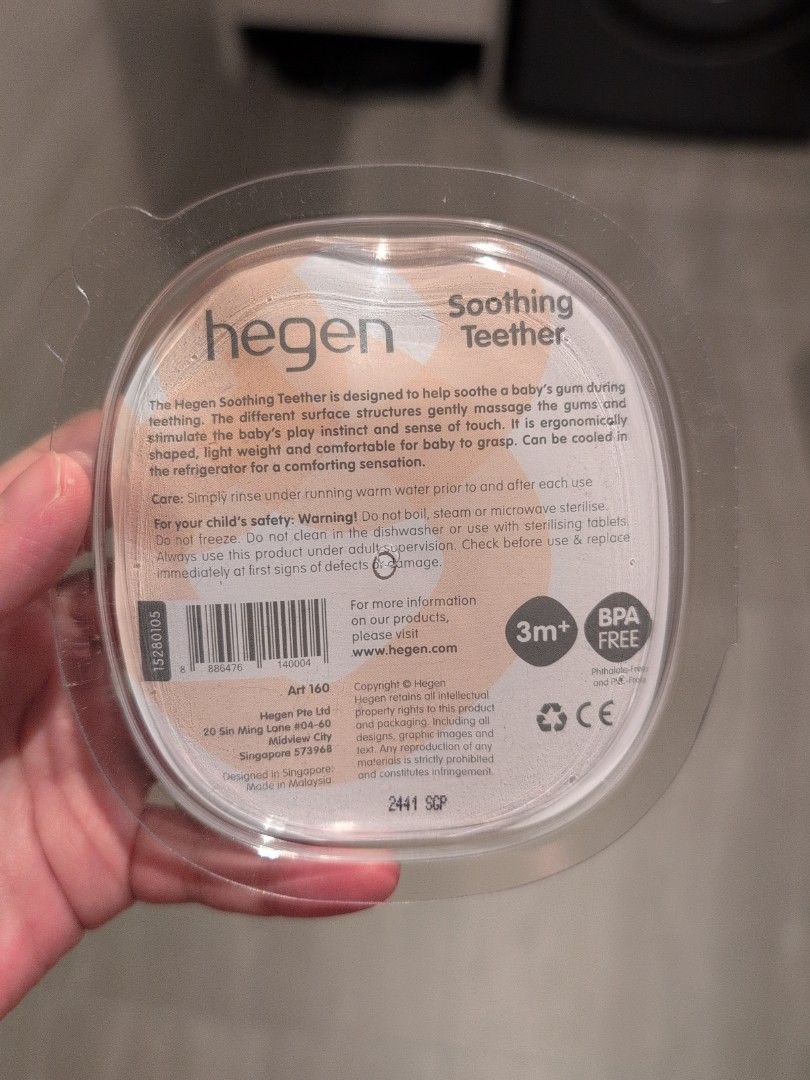 hegen
Soothing
Teether
The Hegen Soothing Teether is designed to help soothe a baby's gum during
teething. The different surface structures gently massage the gums and
stimulate the baby's play instinct and sense of touch. It is ergonomically
shaped, light weight and comfortable for baby to grasp. Can be cooled in
the refrigerator for a comforting sensation.
Care: Simply rinse under running warm water prior to and after each use
For your child's safety: Warning! Do not boil, steam or microwave sterilise.
Do not freeze. Do not clean in the dishwasher or use with sterilising tablets.
Always use this product under adult supervision. Check before use & replace
immediately at first signs of defects or damage.
15280105
8 886476 140004
For more information
on our products,
please visit
www.hegen.com
3m+
BPA
FREE
Phthalate-Free
and PVC-Free
Art 160
Hegen Pte Ltd
20 Sin Ming Lane #04-60
Midview City
Singapore 573968
Designed in Singapore.
Made in Malaysia
Copyright © Hegen
Hegen retains all intellectual
property rights to this product
and packaging. Including all
designs, graphic images and
text. Any reproduction of any
materials is strictly prohibited
and constitutes infringement.
CE
2441 SGP